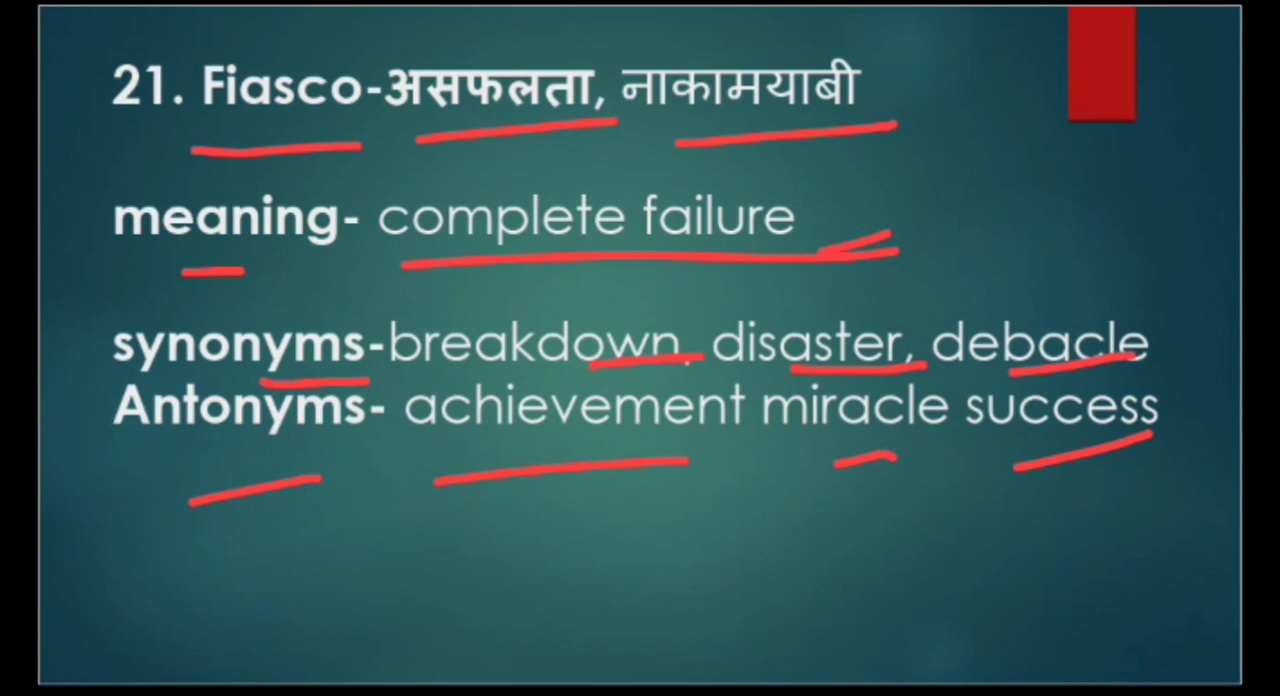 21. Fiasco-असफलता, नाकामयाबी
meaning- complete failure
synonyms-breakdown, disaster, debacle
Antonyms- achievement miracle success